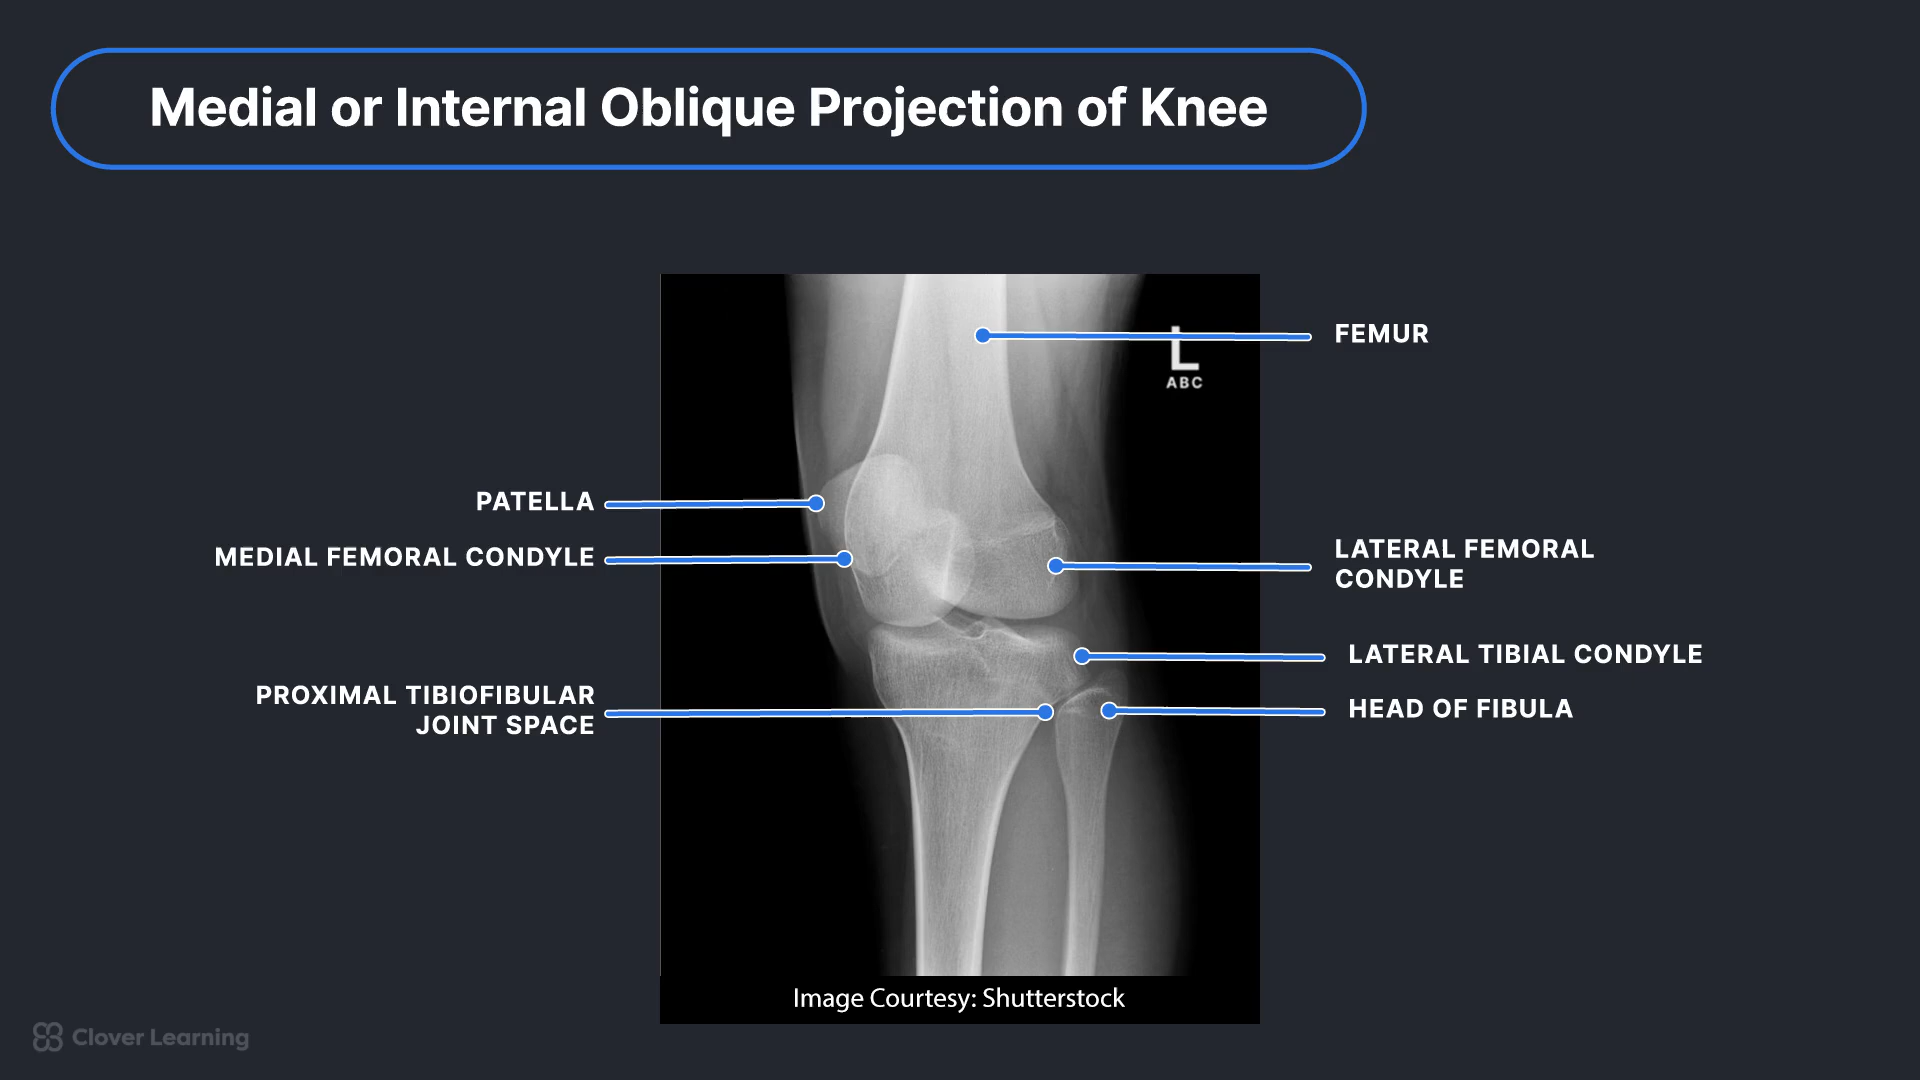 Medial or Internal Oblique Projection of Knee
FEMUR
L
ABC
PATELLA
MEDIAL FEMORAL CONDYLE
LATERAL FEMORAL
CONDYLE
LATERAL TIBIAL CONDYLE
PROXIMAL TIBIOFIBULAR
JOINT SPACE
HEAD OF FIBULA
Image Courtesy: Shutterstock
Clover Learning